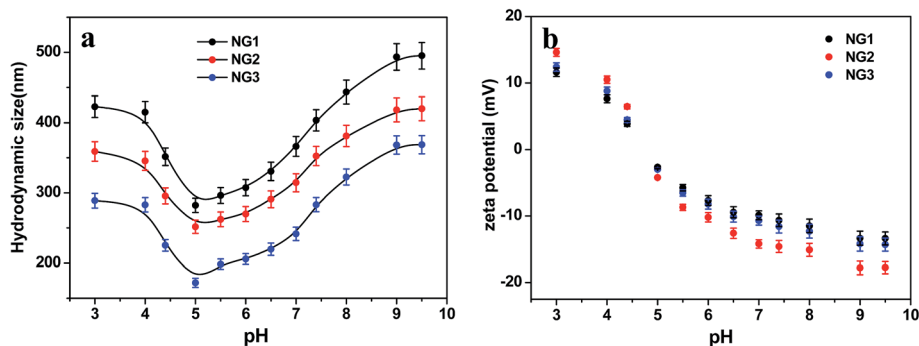 a
NG1
NG2
NG3
500
400
300
200
3 4 5 6 7 8 9 10
Hydrodynamic size(nm)
pH
b
NG1
NG2
NG3
20
10
0
-10
-20
3 4 5 6 7 8 9 10
zeta potential (mV)
pH